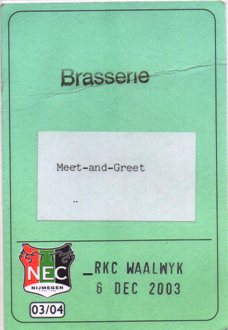 Brasserie
Meet-and-Greet
NEC
NIJMEGEN
03/04
_RKC WAALWYK
6 DEC 2003